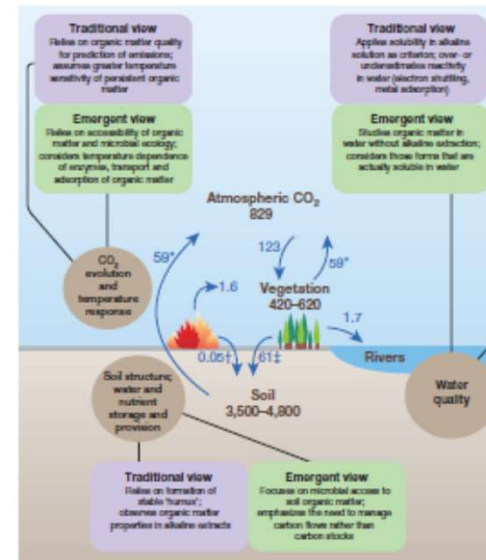 Traditional view
Relies on organic matter quality
for prediction of emissions;
assumes greater temperature
sensitivity of persistent organic
matter
Emergent view
Relies on accessibility of organic
matter and microbial ecology;
considers temperature dependence
of enzymes, transport and
adsorption of organic matter
Traditional view
Applies solubility in alkaline
solution as criterion; over- or
underestimates reactivity
in water (electron shuttling,
metal adsorption)
Emergent view
Studies organic matter in
water without alkaline extraction;
considers those forms that are
actually soluble in water
Atmospheric CO₂
829
59*
123
59*
CO₂
evolution
and
temperature
response
1.6
Vegetation
420–620
1.7
0.05†
61‡
Rivers
Soil structure;
water and
nutrient
storage and
provision
Soil
3,500–4,800
Water
quality
Traditional view
Relies on formation of
stable 'humus';
observes organic matter
properties in alkaline extracts
Emergent view
Focuses on microbial access to
soil organic matter;
emphasizes the need to manage
carbon flows rather than
carbon stocks